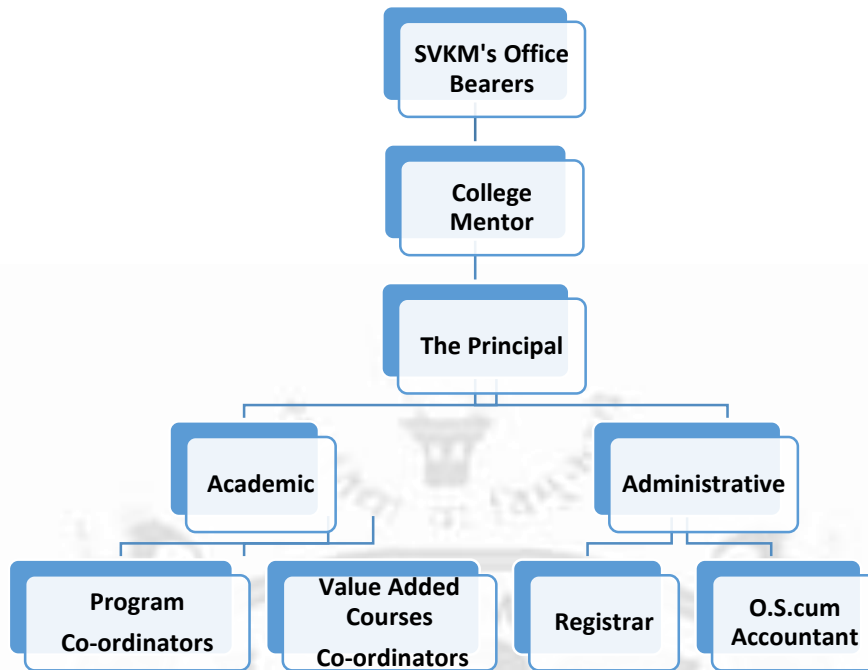 SVKM's Office
Bearers
College
Mentor
The Principal
Academic
Administrative
Program
Co-ordinators
Value Added
Courses
Co-ordinators
Registrar
O.S.cum
Accountant